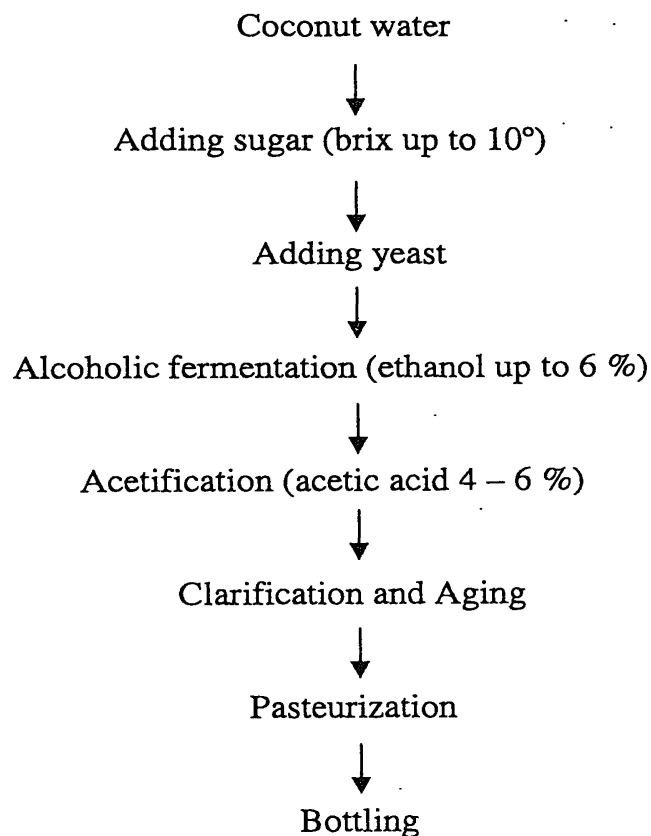 Coconut water
Adding sugar (brix up to 10°)
Adding yeast
Alcoholic fermentation (ethanol up to 6 %)
Acetification (acetic acid 4 – 6 %)
Clarification and Aging
Pasteurization
Bottling